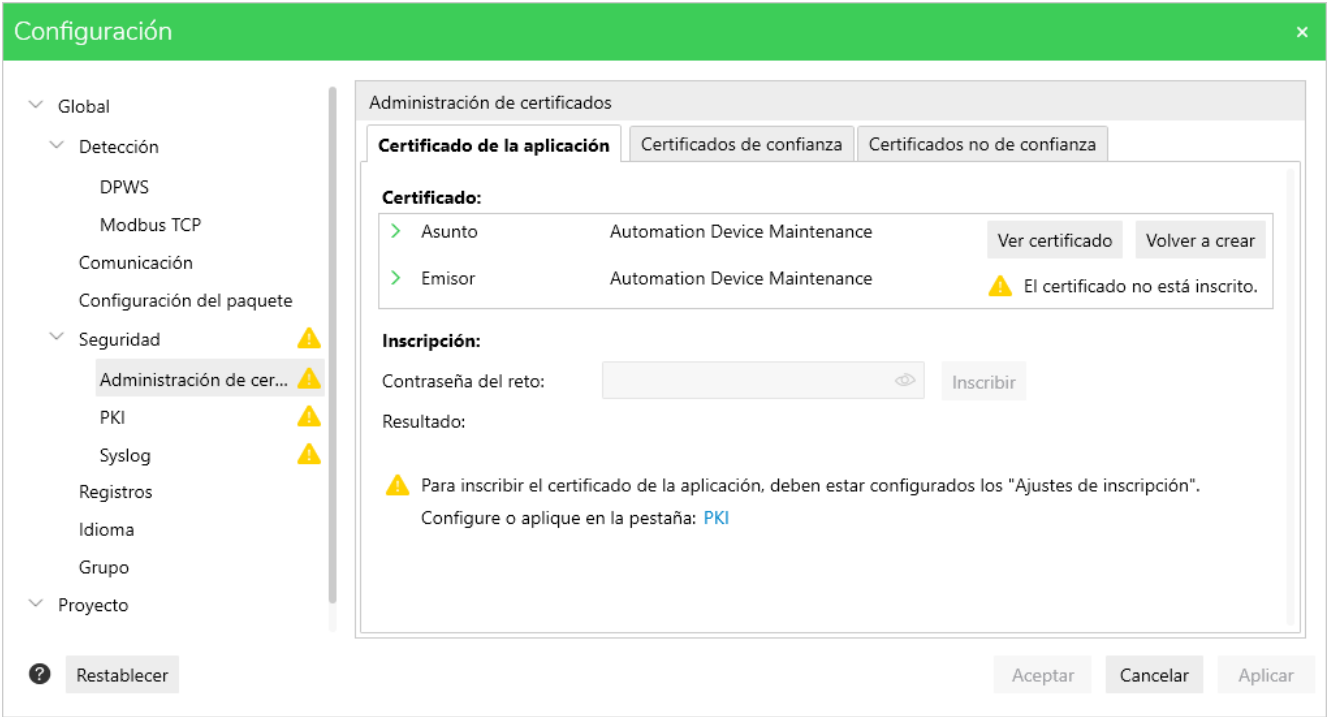 Configuración
Global
Detección
DPWS
Modbus TCP
Comunicación
Configuración del paquete
Seguridad
Administración de cer...
PKI
Syslog
Registros
Idioma
Grupo
Proyecto
Administración de certificados
Certificado de la aplicación Certificados de confianza Certificados no de confianza
Certificado:
Asunto Automation Device Maintenance Ver certificado Volver a crear
Emisor Automation Device Maintenance El certificado no está inscrito.
Inscripción:
Contraseña del reto: Inscribir
Resultado:
Para inscribir el certificado de la aplicación, deben estar configurados los "Ajustes de inscripción".
Configure o aplique en la pestaña: PKI
? Restablecer Aceptar Cancelar Aplicar